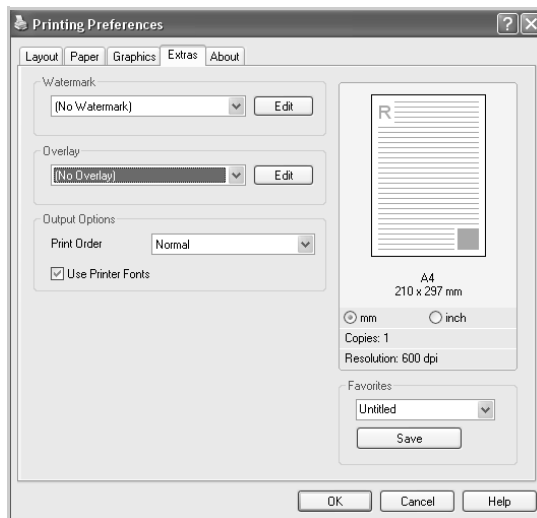 Printing Preferences
Layout Paper Graphics Extras About
Watermark
(No Watermark) Edit
Overlay
(No Overlay) Edit
Output Options
Print Order Normal
Use Printer Fonts
R
A4
210 x 297 mm
mm inch
Copies: 1
Resolution: 600 dpi
Favorites
Untitled
Save
OK Cancel Help